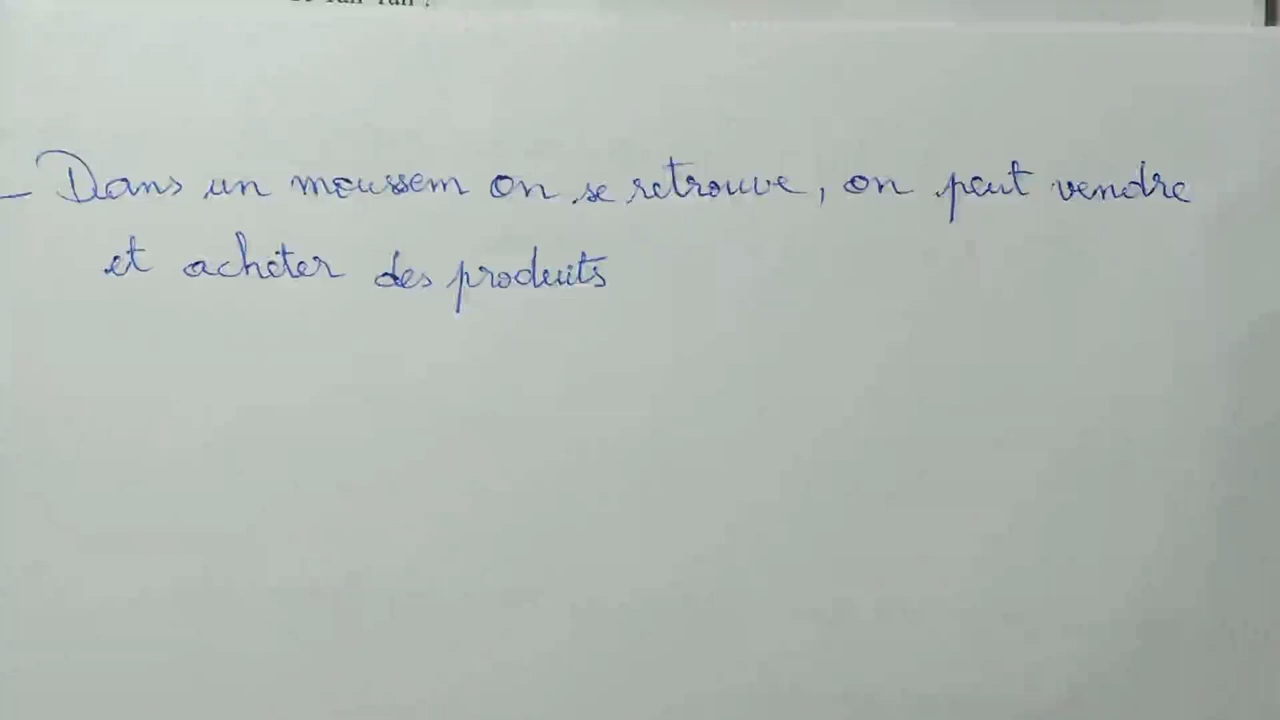 - Dans un moussem on se retrouve, on peut vendre
et acheter des produits